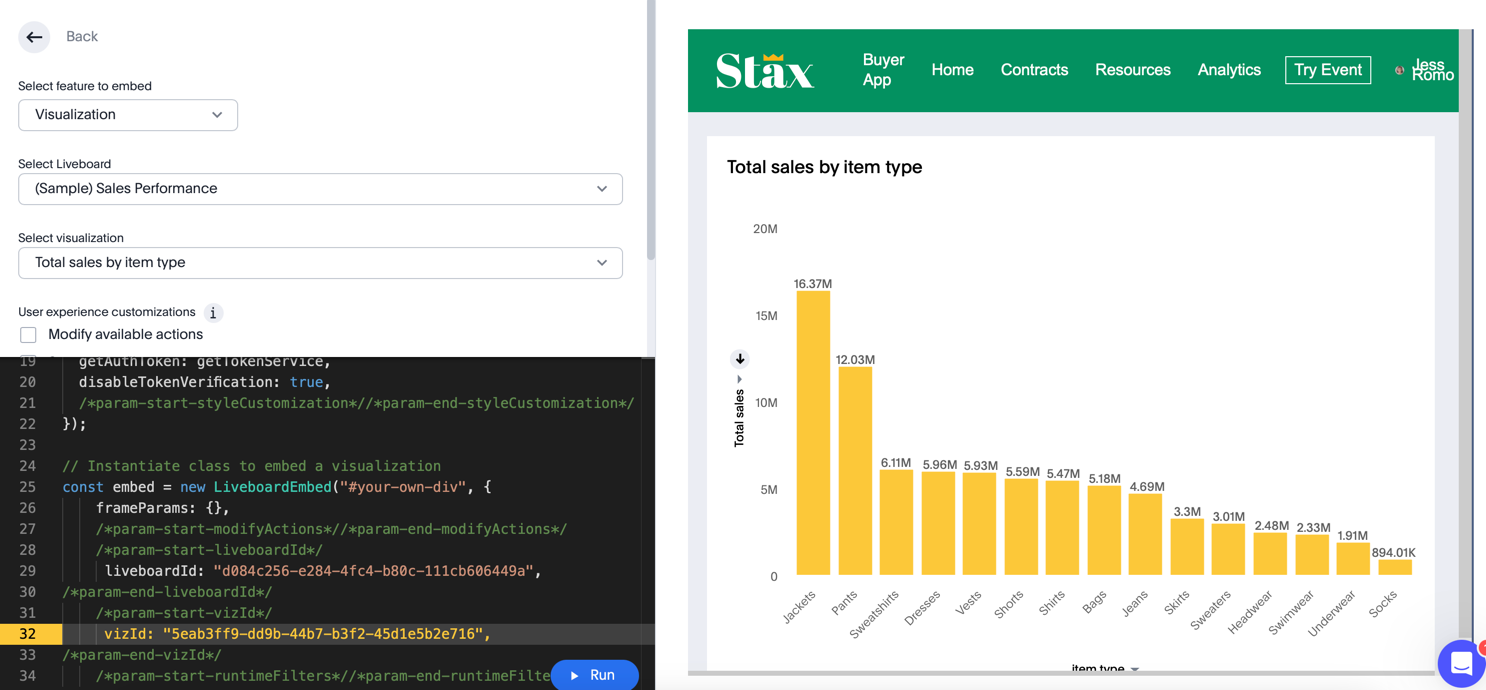 Back
Select feature to embed
Visualization
Select Liveboard
(Sample) Sales Performance
Select visualization
Total sales by item type
User experience customizations i
Modify available actions
19 getAuthToken: getTokenService,
20 disableTokenVerification: true,
21 /*param-start-styleCustomization*//*param-end-styleCustomization*/
22 });
23
24 // Instantiate class to embed a visualization
25 const embed = new LiveboardEmbed("#your-own-div", {
26 frameParams: {},
27 /*param-start-modifyActions*//*param-end-modifyActions*/
28 /*param-start-liveboardId*/
29 liveboardId: "d084c256-e284-4fc4-b80c-111cb606449a",
30 /*param-end-liveboardId*/
31 /*param-start-vizId*/
32 vizId: "5eab3ff9-dd9b-44b7-b3f2-45d1e5b2e716",
33 /*param-end-vizId*/
34 /*param-start-runtimeFilters*//*param-end-runtimeFilte
Run
Stax
Buyer
App
Home
Contracts
Resources
Analytics
Try Event
Jess
Romo
Total sales by item type
20M
15M
10M
5M
0
Total sales
16.37M
12.03M
6.11M
5.96M
5.93M
5.59M
5.47M
5.18M
4.69M
3.3M
3.01M
2.48M
2.33M
1.91M
894.01K
Jackets
Pants
Sweatshirts
Dresses
Vests
Shorts
Shirts
Bags
Jeans
Skirts
Sweaters
Headwear
Swimwear
Underwear
Socks
item type